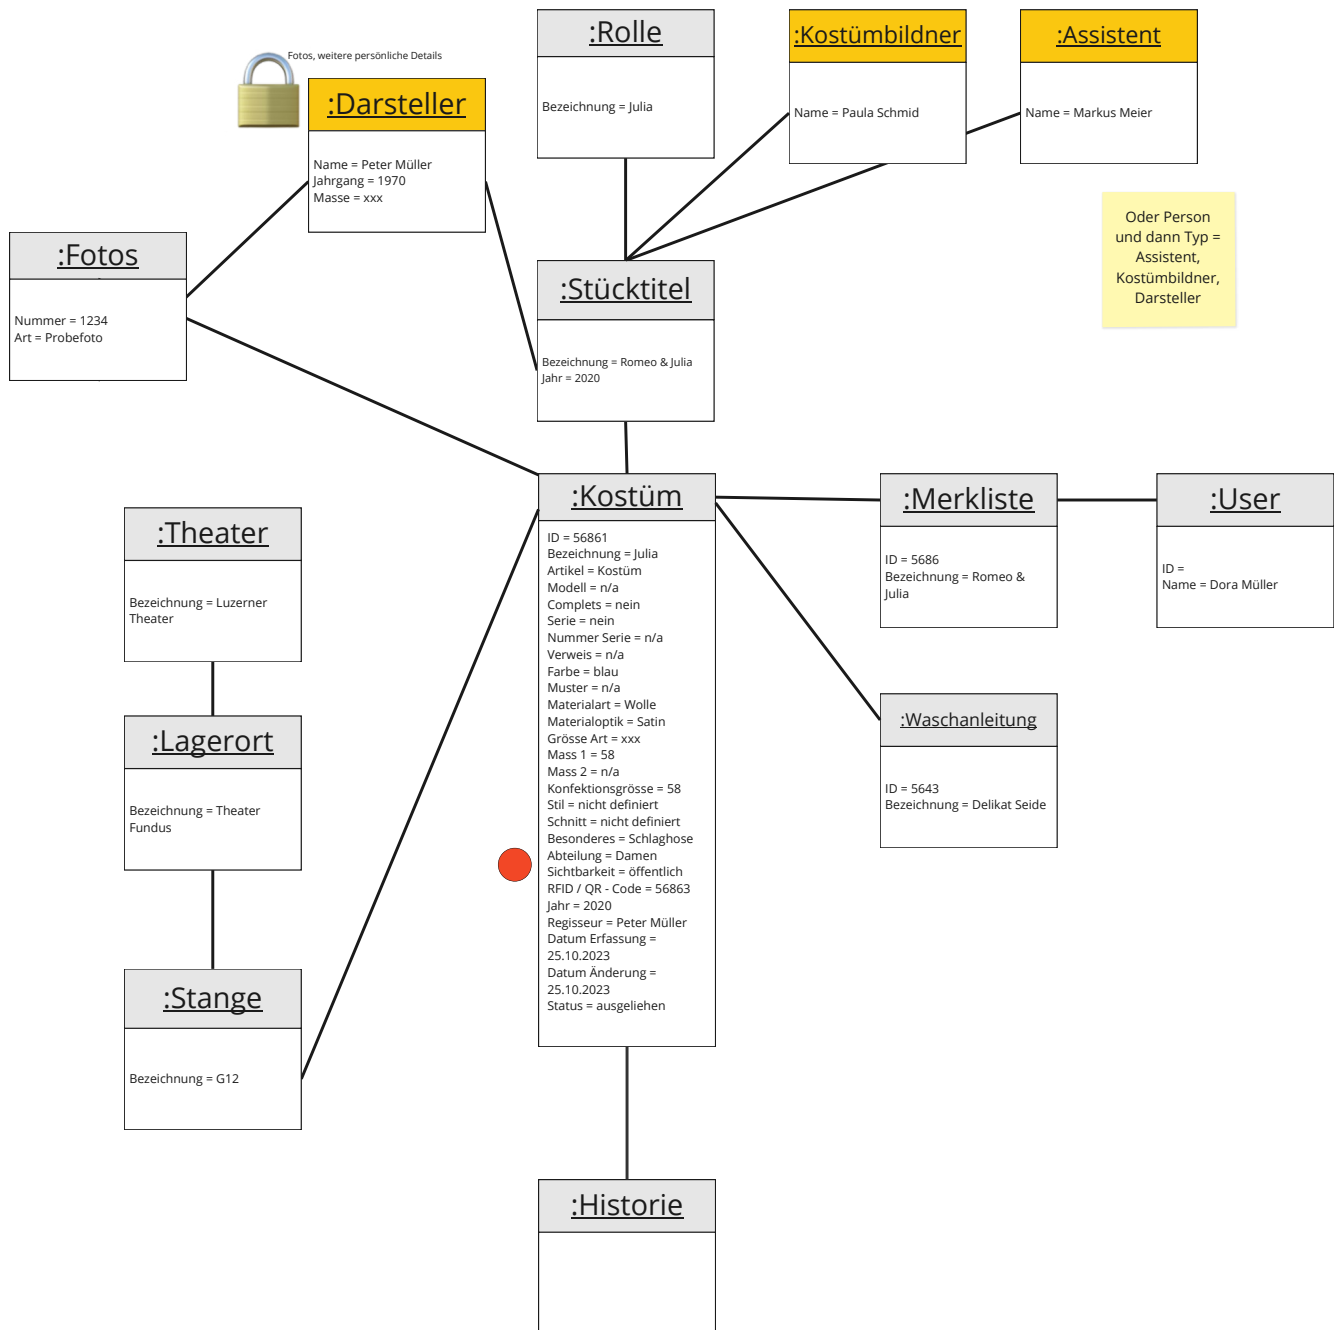 :Rolle
Bezeichnung = Julia
:Kostümbildner
Name = Paula Schmid
:Assistent
Name = Markus Meier
Fotos, weitere persönliche Details
:Darsteller
Name = Peter Müller
Jahrgang = 1970
Masse = xxx
Oder Person
und dann Typ =
Assistent,
Kostümbildner,
Darsteller
:Fotos
Nummer = 1234
Art = Probefoto
:Stücktitel
Bezeichnung = Romeo & Julia
Jahr = 2020
:Theater
Bezeichnung = Luzerner
Theater
:Lagerort
Bezeichnung = Theater
Fundus
:Stange
Bezeichnung = G12
:Kostüm
ID = 56861
Bezeichnung = Julia
Artikel = Kostüm
Modell = n/a
Complets = nein
Serie = nein
Nummer Serie = n/a
Verweis = n/a
Farbe = blau
Muster = n/a
Materialart = Wolle
Materialoptik = Satin
Grösse Art = xxx
Mass 1 = 58
Mass 2 = n/a
Konfektionsgrösse = 58
Stil = nicht definiert
Schnitt = nicht definiert
Besonderes = Schlaghose
Abteilung = Damen
Sichtbarkeit = öffentlich
RFID / QR - Code = 56863
Jahr = 2020
Regisseur = Peter Müller
Datum Erfassung =
25.10.2023
Datum Änderung =
25.10.2023
Status = ausgeliehen
:Merkliste
ID = 5686
Bezeichnung = Romeo &
Julia
:User
ID =
Name = Dora Müller
:Waschanleitung
ID = 5643
Bezeichnung = Delikat Seide
:Historie